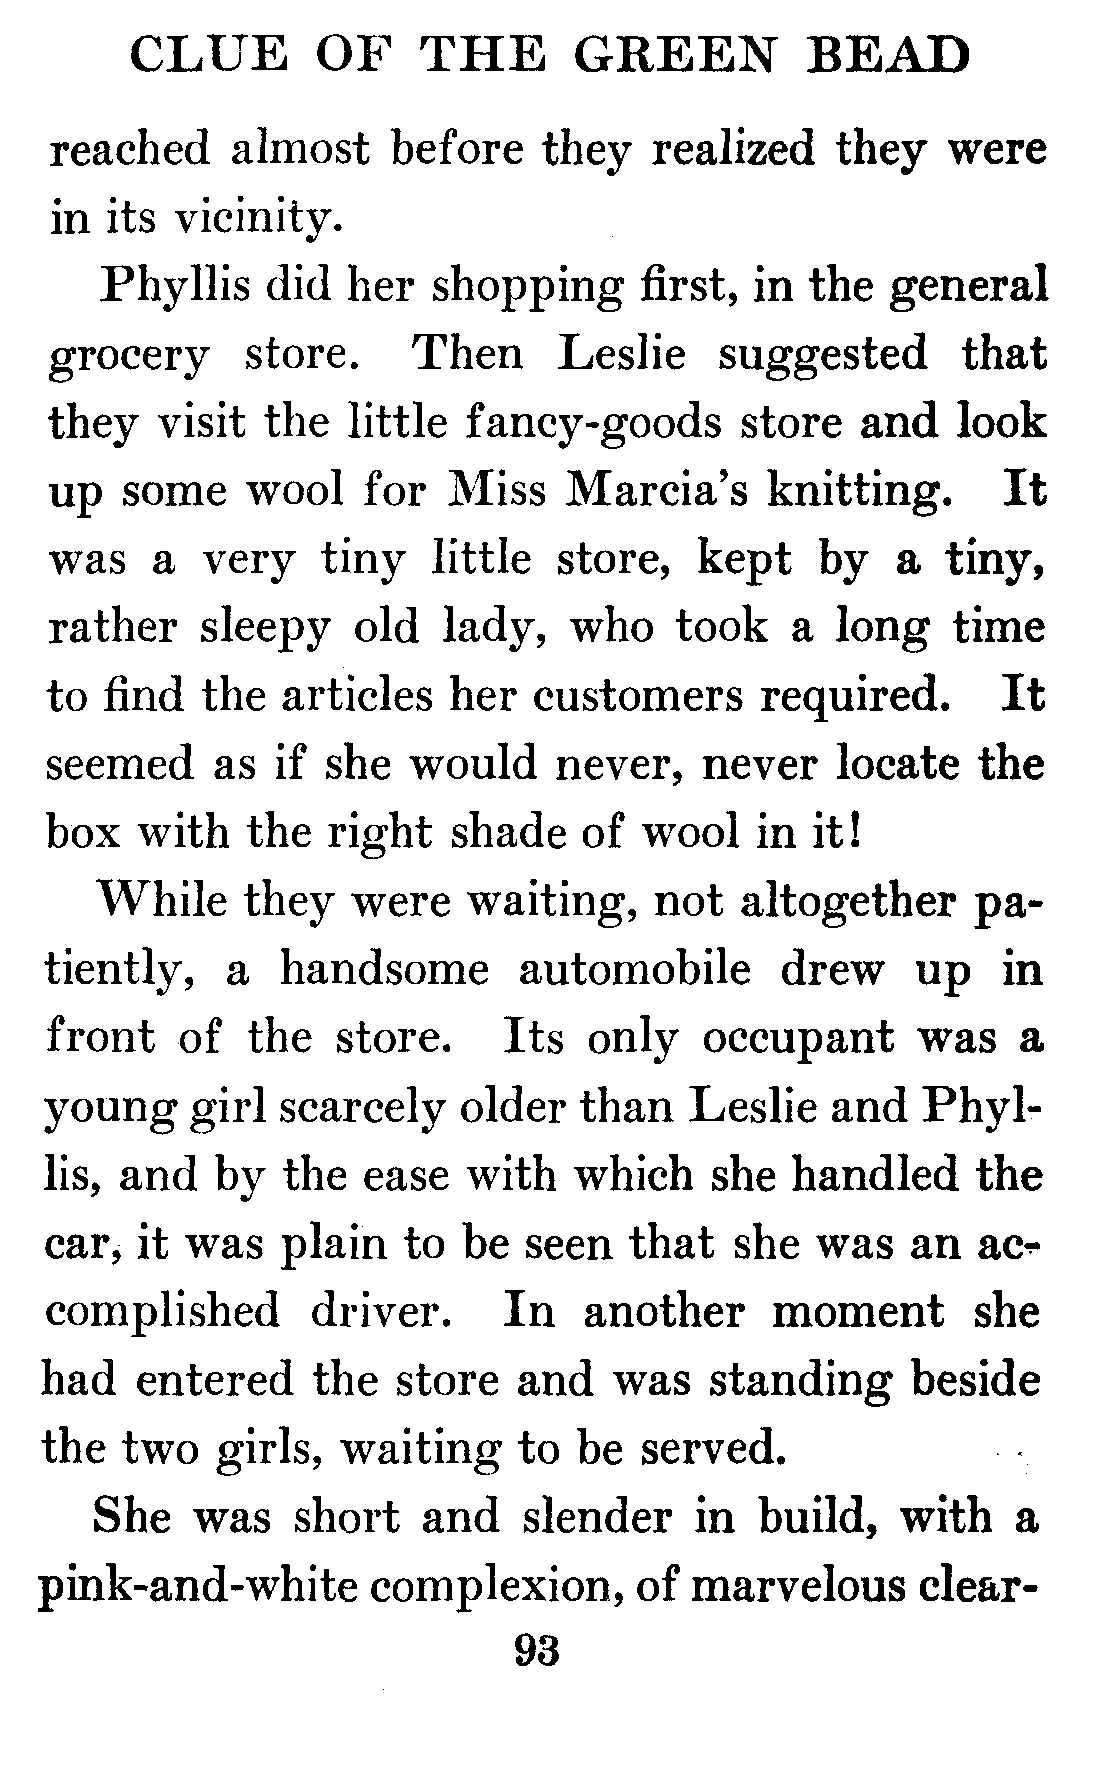 CLUE OF THE GREEN BEAD
reached almost before they realized they were
in its vicinity.
Phyllis did her shopping first, in the general
grocery store. Then Leslie suggested that
they visit the little fancy-goods store and look
up some wool for Miss Marcia's knitting. It
was a very tiny little store, kept by a tiny,
rather sleepy old lady, who took a long time
to find the articles her customers required. It
seemed as if she would never, never locate the
box with the right shade of wool in it!
While they were waiting, not altogether pa-
tiently, a handsome automobile drew up in
front of the store. Its only occupant was a
young girl scarcely older than Leslie and Phyl-
lis, and by the ease with which she handled the
car, it was plain to be seen that she was an ac-
complished driver. In another moment she
had entered the store and was standing beside
the two girls, waiting to be served.
She was short and slender in build, with a
pink-and-white complexion, of marvelous clear-
93